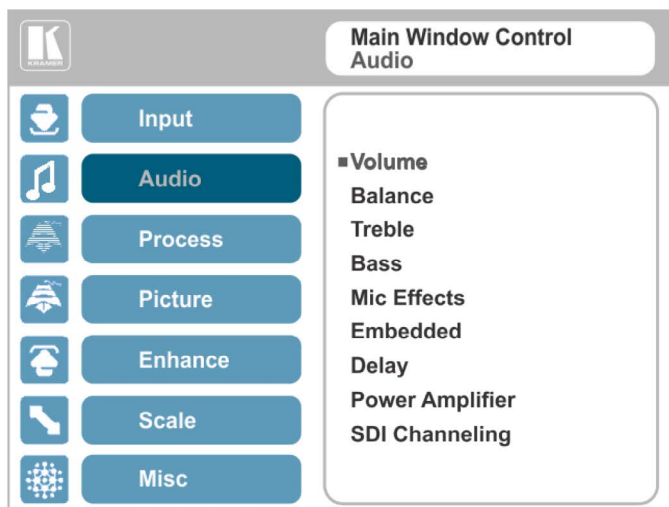 KRAMER
Main Window Control
Audio
Input
Audio
Process
Picture
Enhance
Scale
Misc
Volume
Balance
Treble
Bass
Mic Effects
Embedded
Delay
Power Amplifier
SDI Channeling